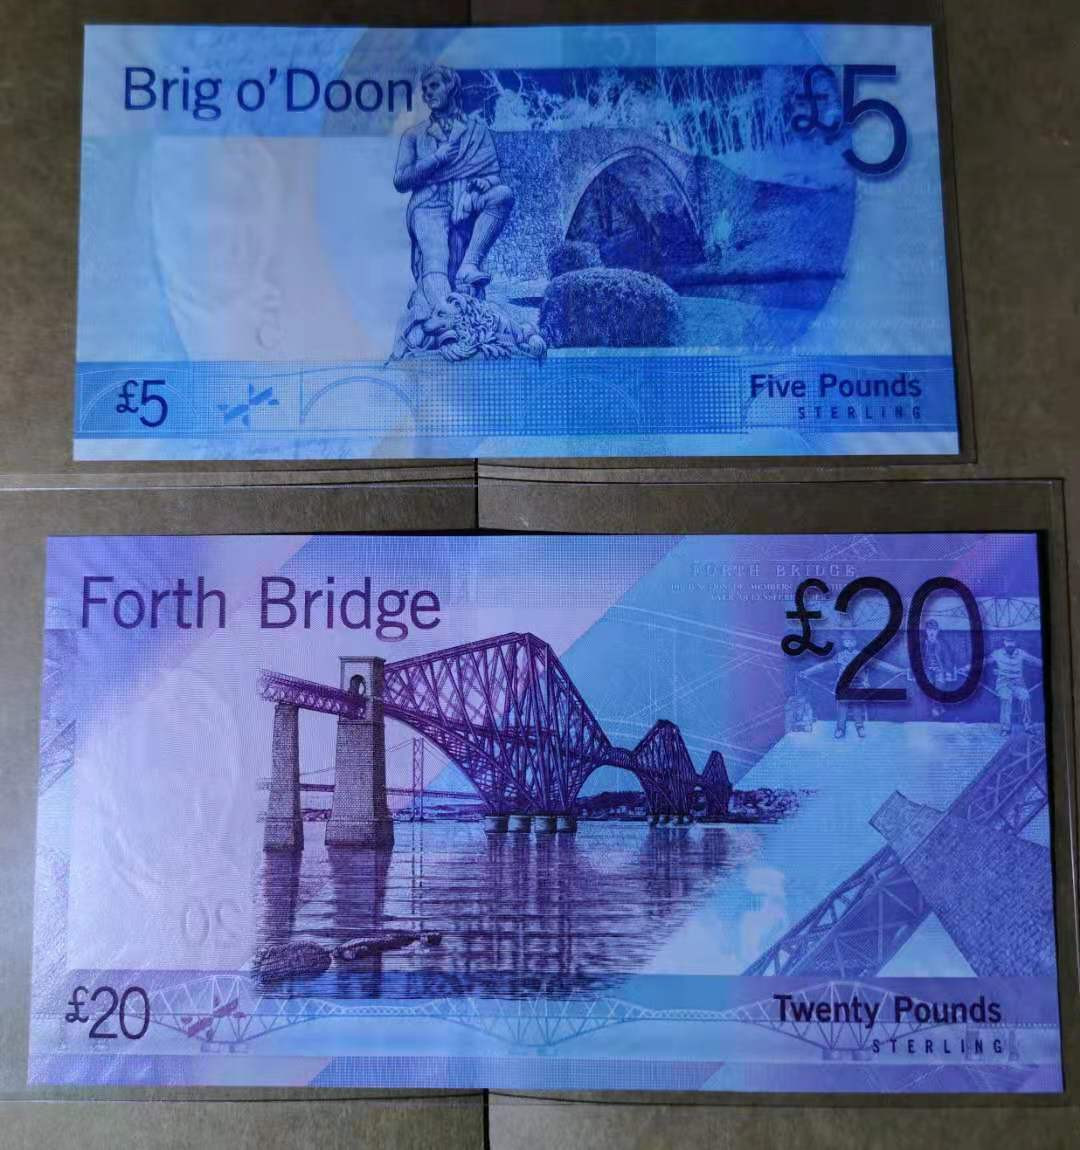 Brig o'Doon
£5
£5
Five Pounds
STERLING
Forth Bridge
FORTH BRIDGE
£20
£20
Twenty Pounds
STERLING